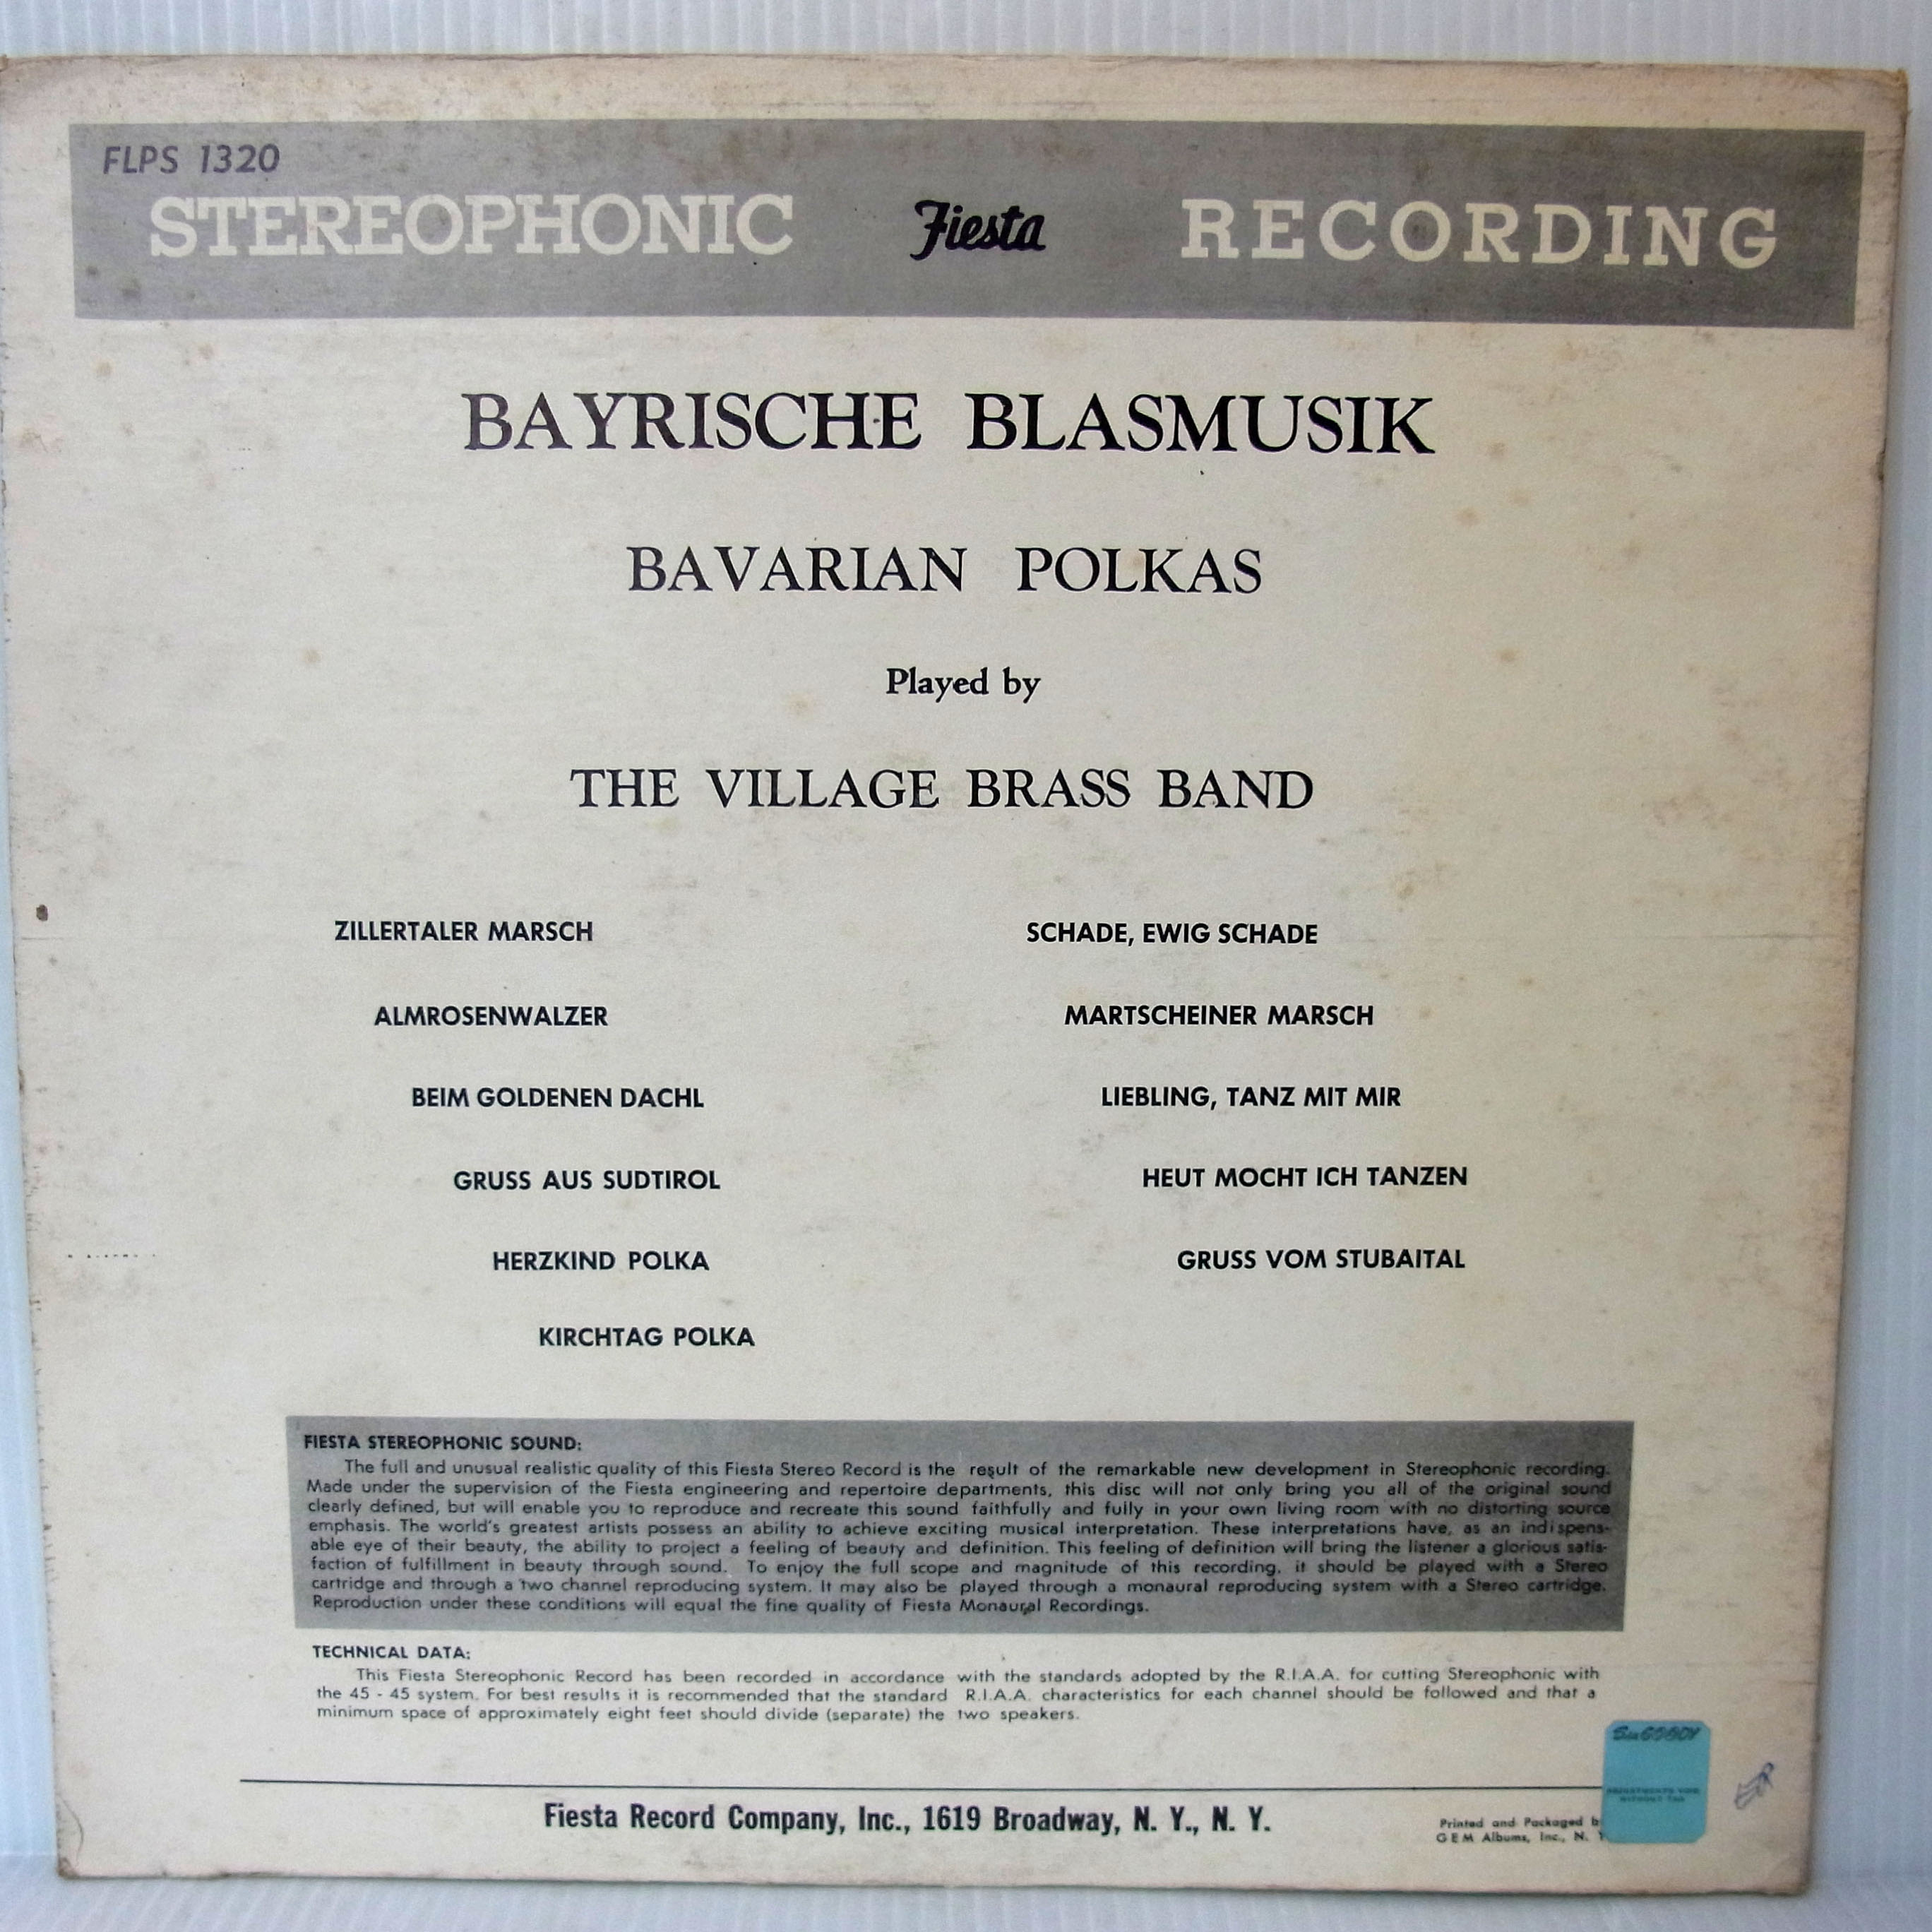 FLPS 1320
STEREOPHONIC Fiesta RECORDING
BAYRISCHE BLASMUSIK
BAVARIAN POLKAS
Played by
THE VILLAGE BRASS BAND
ZILLERTALER MARSCH
ALMROSENWALZER
BEIM GOLDENEN DACHL
GRUSS AUS SUDTIROL
HERZKIND POLKA
KIRCHTAG POLKA
SCHADE, EWIG SCHADE
MARTSCHEINER MARSCH
LIEBLING, TANZ MIT MIR
HEUT MOCHT ICH TANZEN
GRUSS VOM STUBAITAL
FIESTA STEREOPHONIC SOUND:
The full and unusual realistic quality of this Fiesta Stereo Record is the result of the remarkable new development in Stereophonic recording.
Made under the supervision of the Fiesta engineering and repertoire departments, this disc will not only bring you all of the original sound
clearly defined, but will enable you to reproduce and recreate this sound faithfully and fully in your own living room with no distorting source
emphasis. The world's greatest artists possess an ability to achieve exciting musical interpretation. These interpretations have, as an indispens-
able eye of their beauty, the ability to project a feeling of beauty and definition. This feeling of definition will bring the listener a glorious satis-
faction of fulfillment in beauty through sound. To enjoy the full scope and magnitude of this recording, it should be played with a Stereo
cartridge and through a two channel reproducing system. It may also be played through a monaural reproducing system with a Stereo cartridge.
Reproduction under these conditions will equal the fine quality of Fiesta Monaural Recordings.
TECHNICAL DATA:
This Fiesta Stereophonic Record has been recorded in accordance with the standards adopted by the R.I.A.A. for cutting Stereophonic with
the 45 - 45 system. For best results it is recommended that the standard R.I.A.A. characteristics for each channel should be followed and that a
minimum space of approximately eight feet should divide (separate) the two speakers.
Fiesta Record Company, Inc., 1619 Broadway, N. Y., N. Y.
Printed and Packaged
GEM Albums, Inc., N.
Sam GOODY
ADJUSTMENTS VOID
WITHOUT TAG